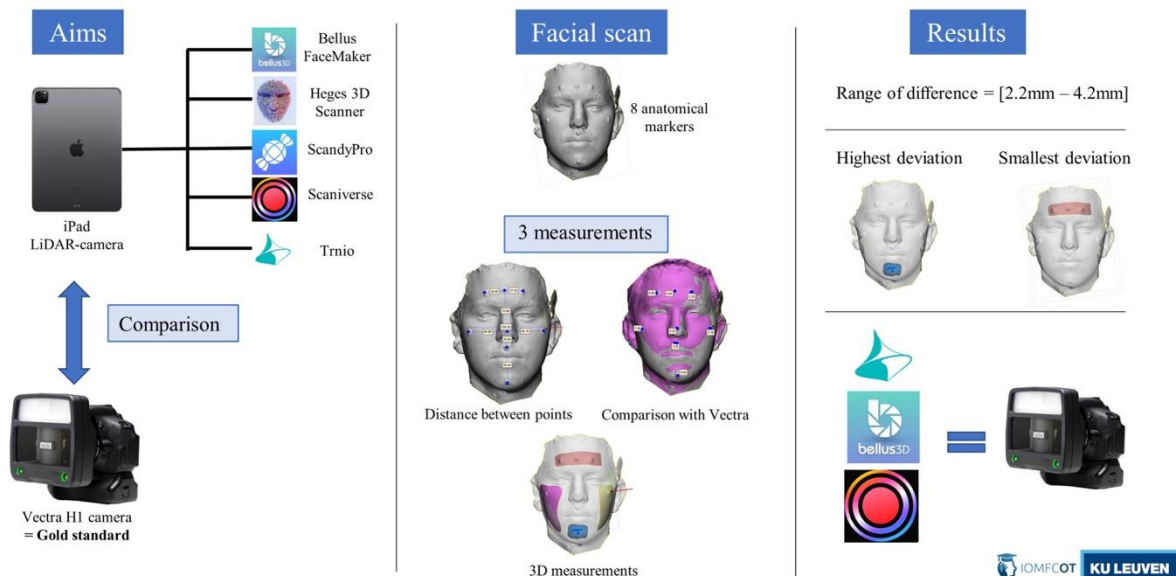 Aims
Bellus
FaceMaker
bellus3D
Heges 3D
Scanner
ScandyPro
Scaniverse
Trnio
iPad
LiDAR-camera
Comparison
Vectra H1 camera
= Gold standard
Facial scan
8 anatomical
markers
3 measurements
Distance between points
Comparison with Vectra
3D measurements
Results
Range of difference = [2.2mm – 4.2mm]
Highest deviation
Smallest deviation
bellus3D
IOMFCOT
KU LEUVEN